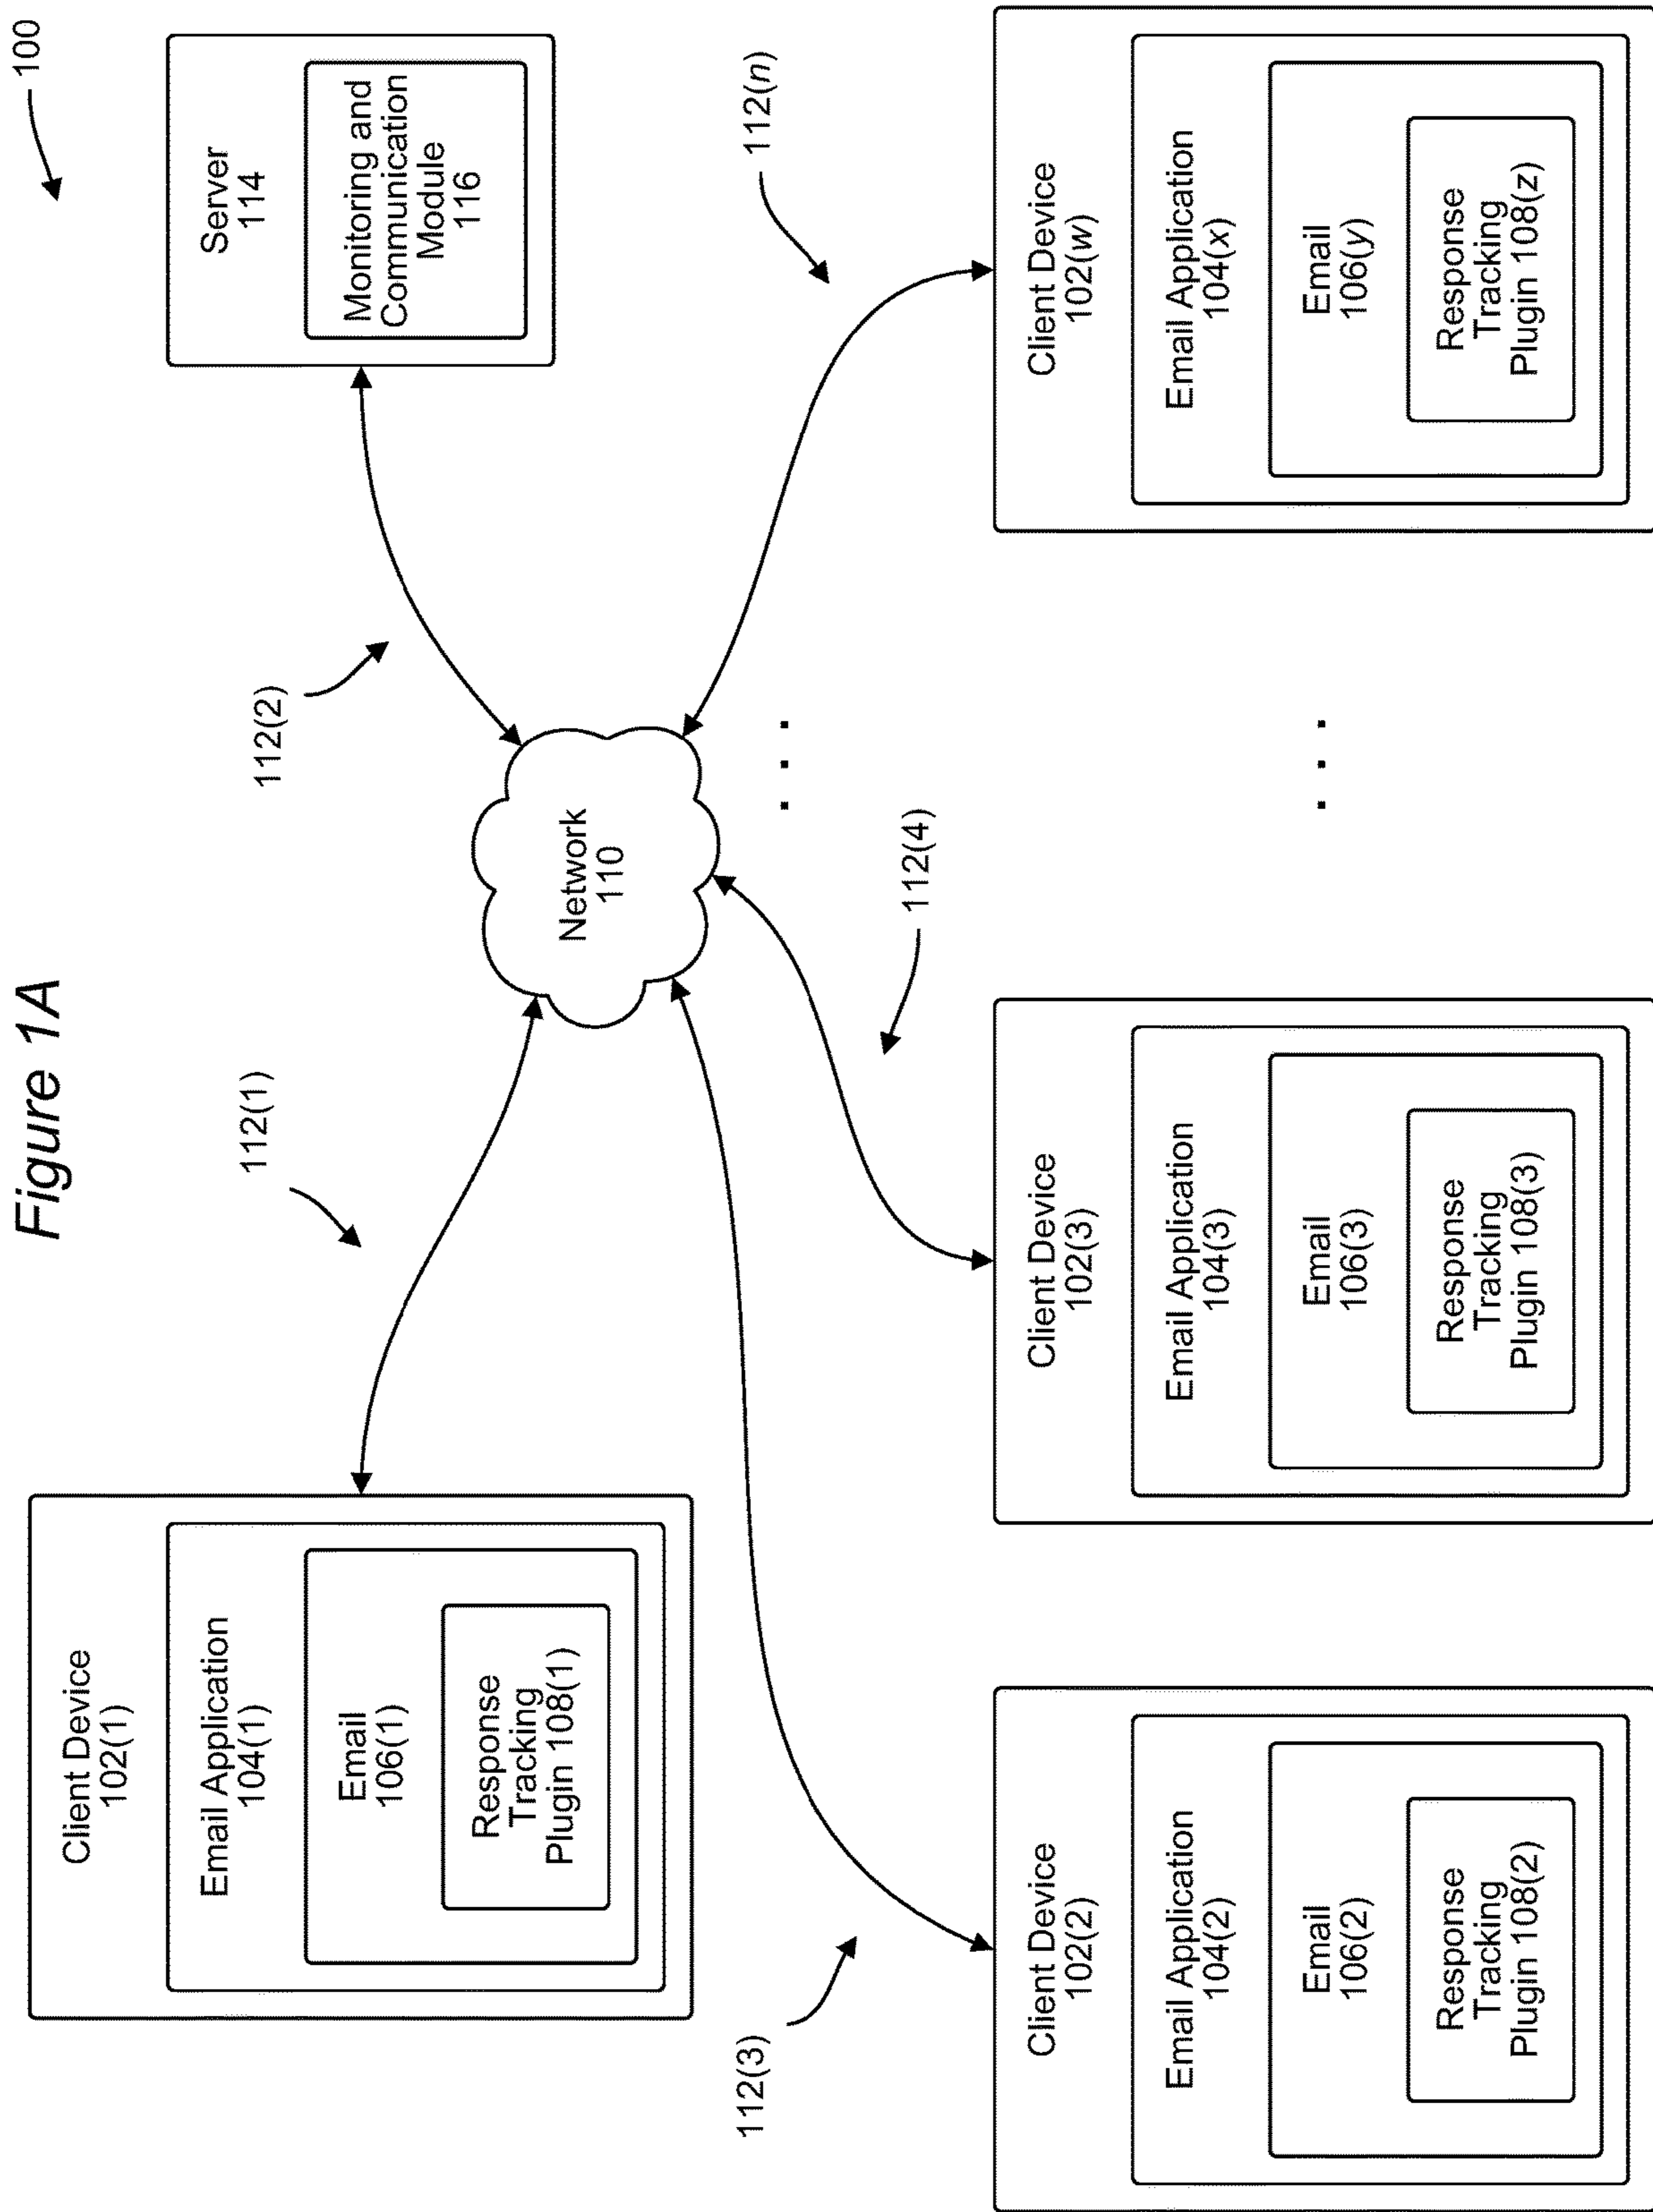 Figure 1A
100
Client Device
102(1)
Email Application
104(1)
Email
106(1)
Response
Tracking
Plugin 108(1)
112(1)
Network
110
112(2)
Server
114
Monitoring and
Communication
Module
116
112(3)
112(4)
112(n)
. . .
Client Device
102(2)
Email Application
104(2)
Email
106(2)
Response
Tracking
Plugin 108(2)
Client Device
102(3)
Email Application
104(3)
Email
106(3)
Response
Tracking
Plugin 108(3)
. . .
Client Device
102(w)
Email Application
104(x)
Email
106(y)
Response
Tracking
Plugin 108(z)